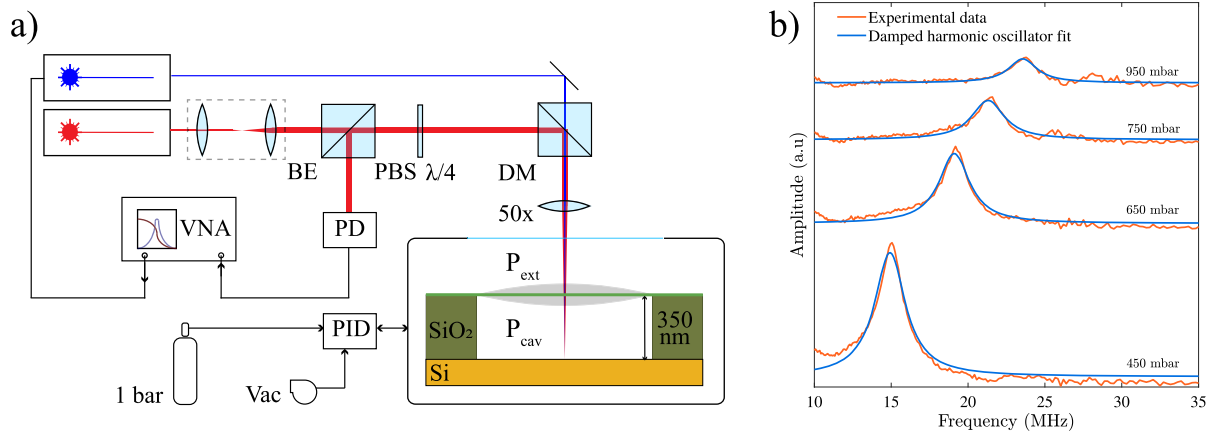 a)
BE
PBS
λ/4
DM
50x
VNA
PD
P_ext
SiO₂
P_cav
350
nm
Si
PID
1 bar
Vac
b)
Experimental data
Damped harmonic oscillator fit
950 mbar
750 mbar
650 mbar
450 mbar
Amplitude (a.u)
10 15 20 25 30 35
Frequency (MHz)